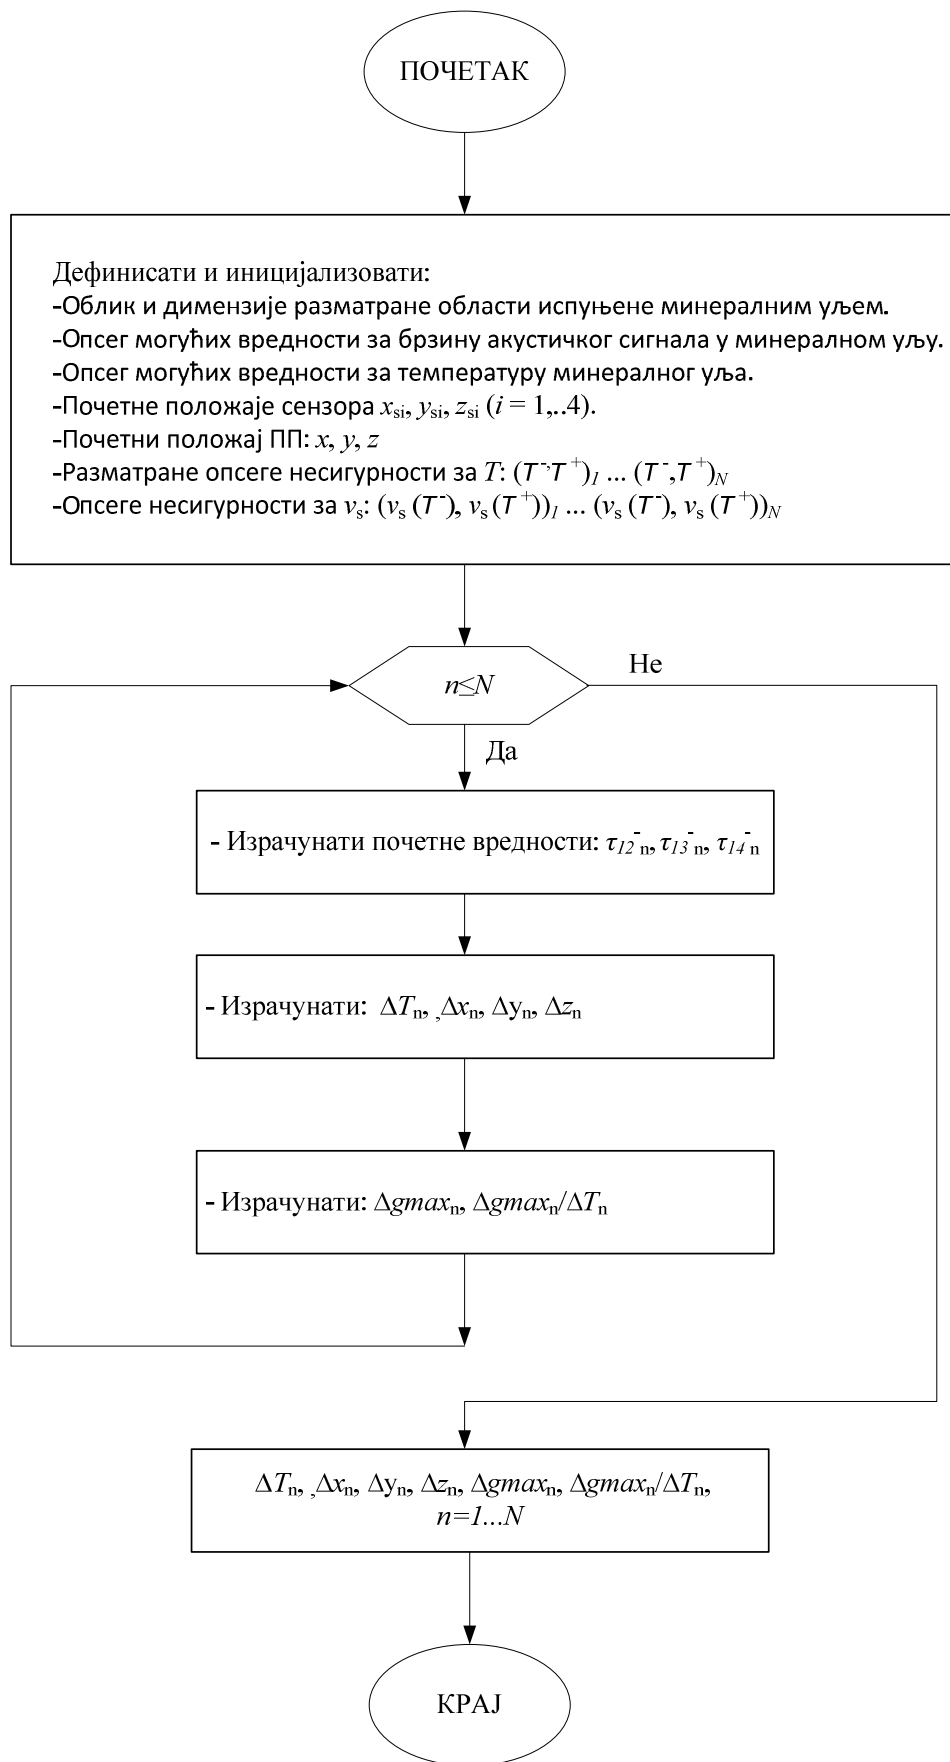 ПОЧЕТАК
Дефинисати и иницијализовати:
-Облик и димензије разматране области испуњене минералним уљем.
-Опсег могућих вредности за брзину акустичког сигнала у минералном уљу.
-Опсег могућих вредности за температуру минералног уља.
-Почетне положаје сензора xsi, ysi, zsi (i = 1,..4).
-Почетни положај ПП: x, y, z
-Разматране опсеге несигурности за T: (T⁻,T⁺)1 ... (T⁻,T⁺)N
-Опсеге несигурности за vs: (vs (T⁻), vs (T⁺))1 ... (vs (T⁻), vs (T⁺))N
n≤N
Не
Да
- Израчунати почетне вредности: τ12⁻n, τ13⁻n, τ14⁻n
- Израчунати: ΔTn, ,Δxn, Δyn, Δzn
- Израчунати: Δgmaxn, Δgmaxn/ΔTn
ΔTn, ,Δxn, Δyn, Δzn, Δgmaxn, Δgmaxn/ΔTn,
n=1...N
КРАЈ